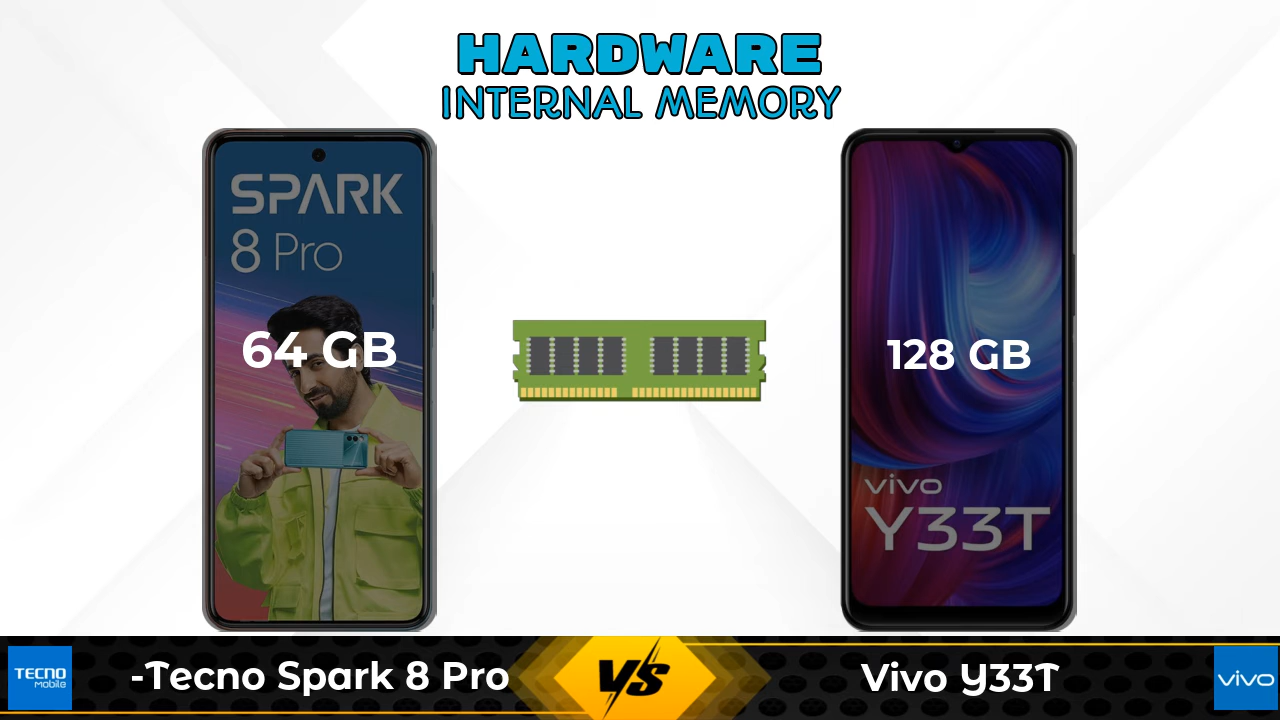 HARDWARE
INTERNAL MEMORY
SPARK
8 Pro
64 GB
128 GB
vivo
Y33T
TECNO
mobile
-Tecno Spark 8 Pro
VS
Vivo Y33T
vivo